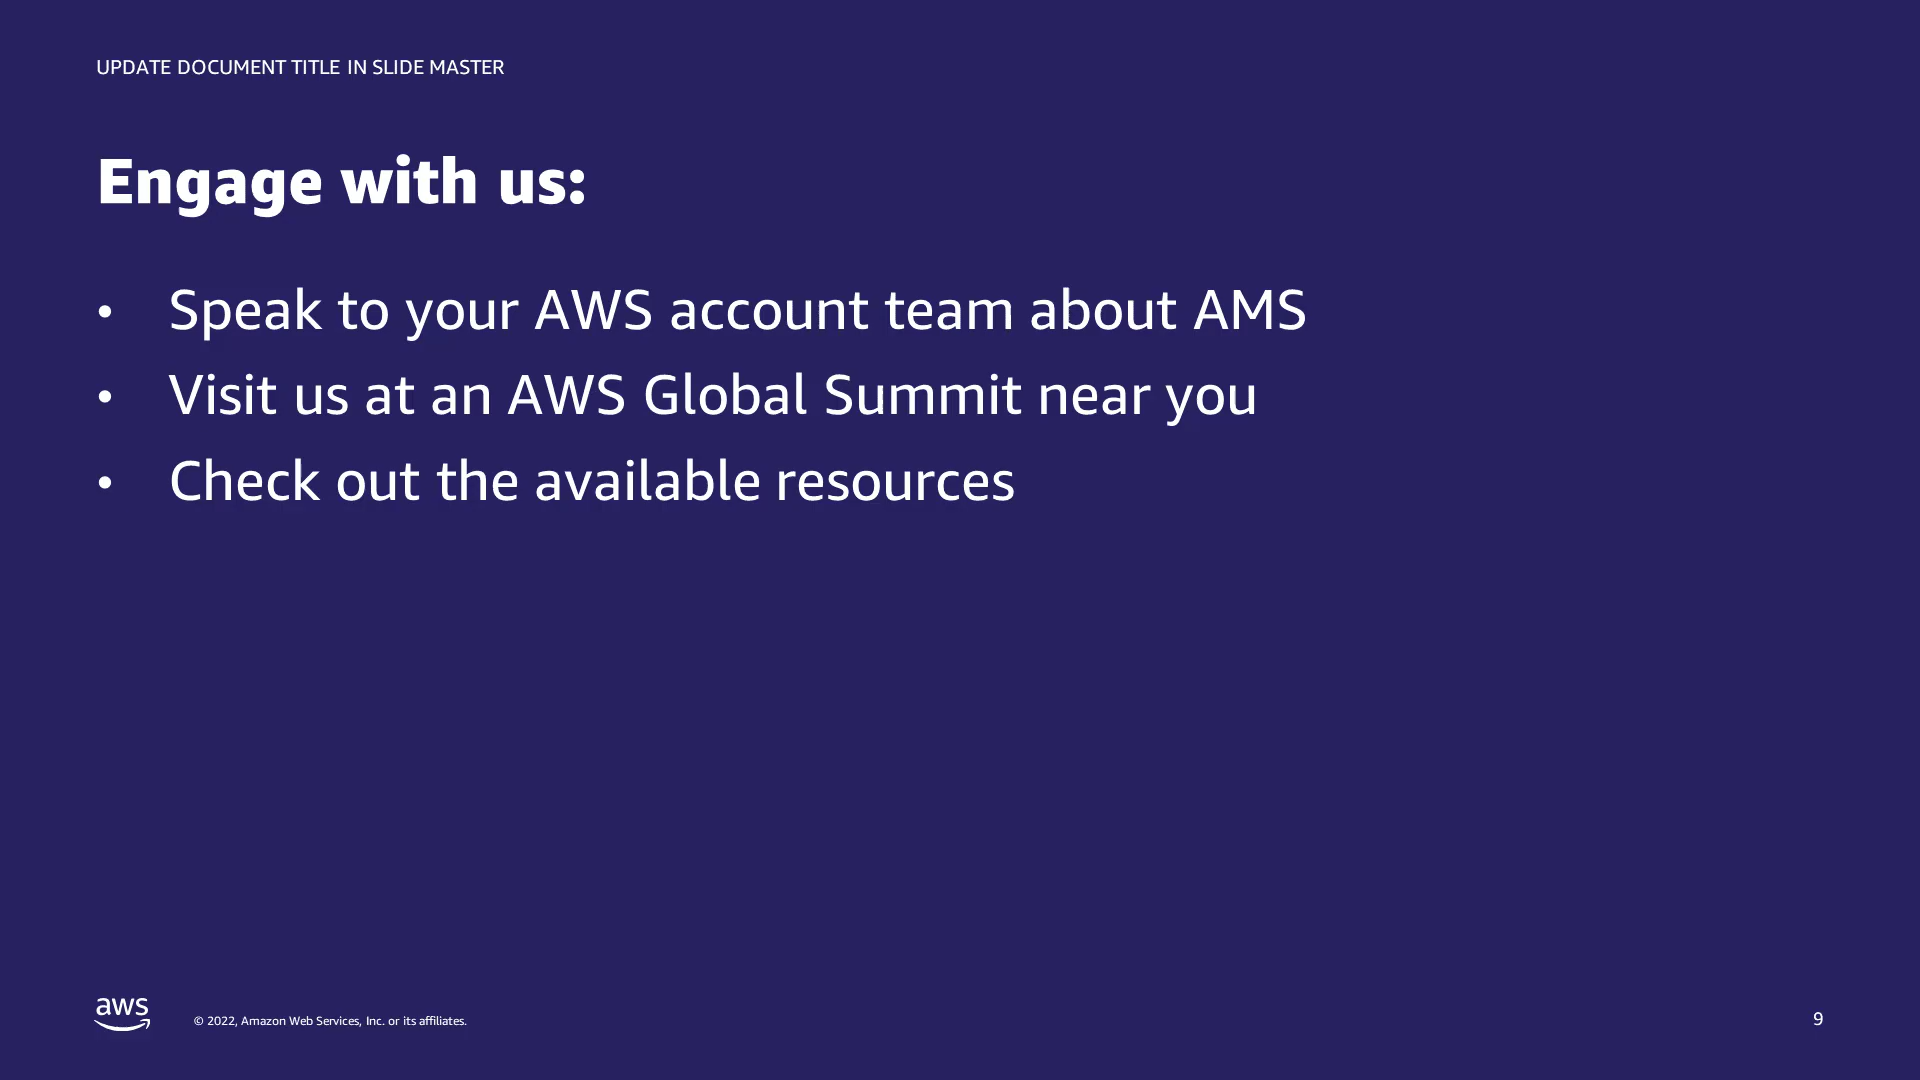 UPDATE DOCUMENT TITLE IN SLIDE MASTER
Engage with us:
• Speak to your AWS account team about AMS
• Visit us at an AWS Global Summit near you
• Check out the available resources
aws
© 2022, Amazon Web Services, Inc. or its affiliates.
9